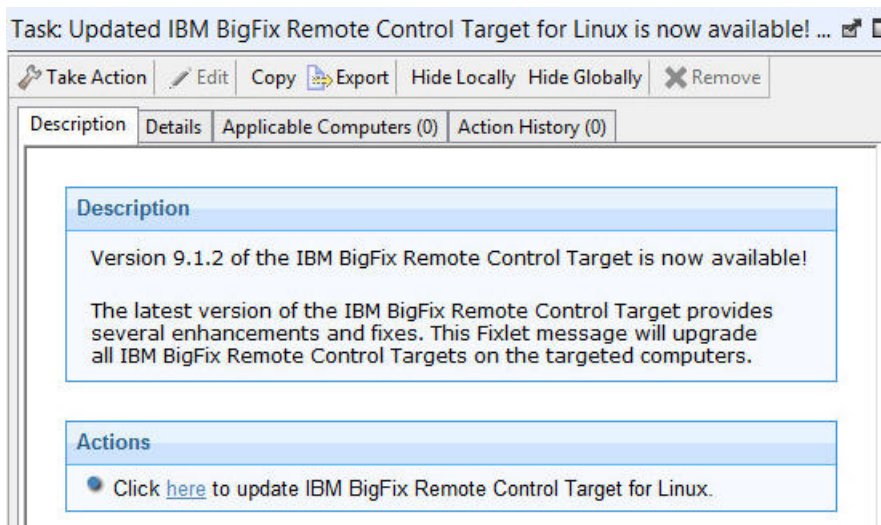 Task: Updated IBM BigFix Remote Control Target for Linux is now available! ...
Take Action Edit Copy Export Hide Locally Hide Globally Remove
Description Details Applicable Computers (0) Action History (0)
Description
Version 9.1.2 of the IBM BigFix Remote Control Target is now available!
The latest version of the IBM BigFix Remote Control Target provides
several enhancements and fixes. This Fixlet message will upgrade
all IBM BigFix Remote Control Targets on the targeted computers.
Actions
Click here to update IBM BigFix Remote Control Target for Linux.